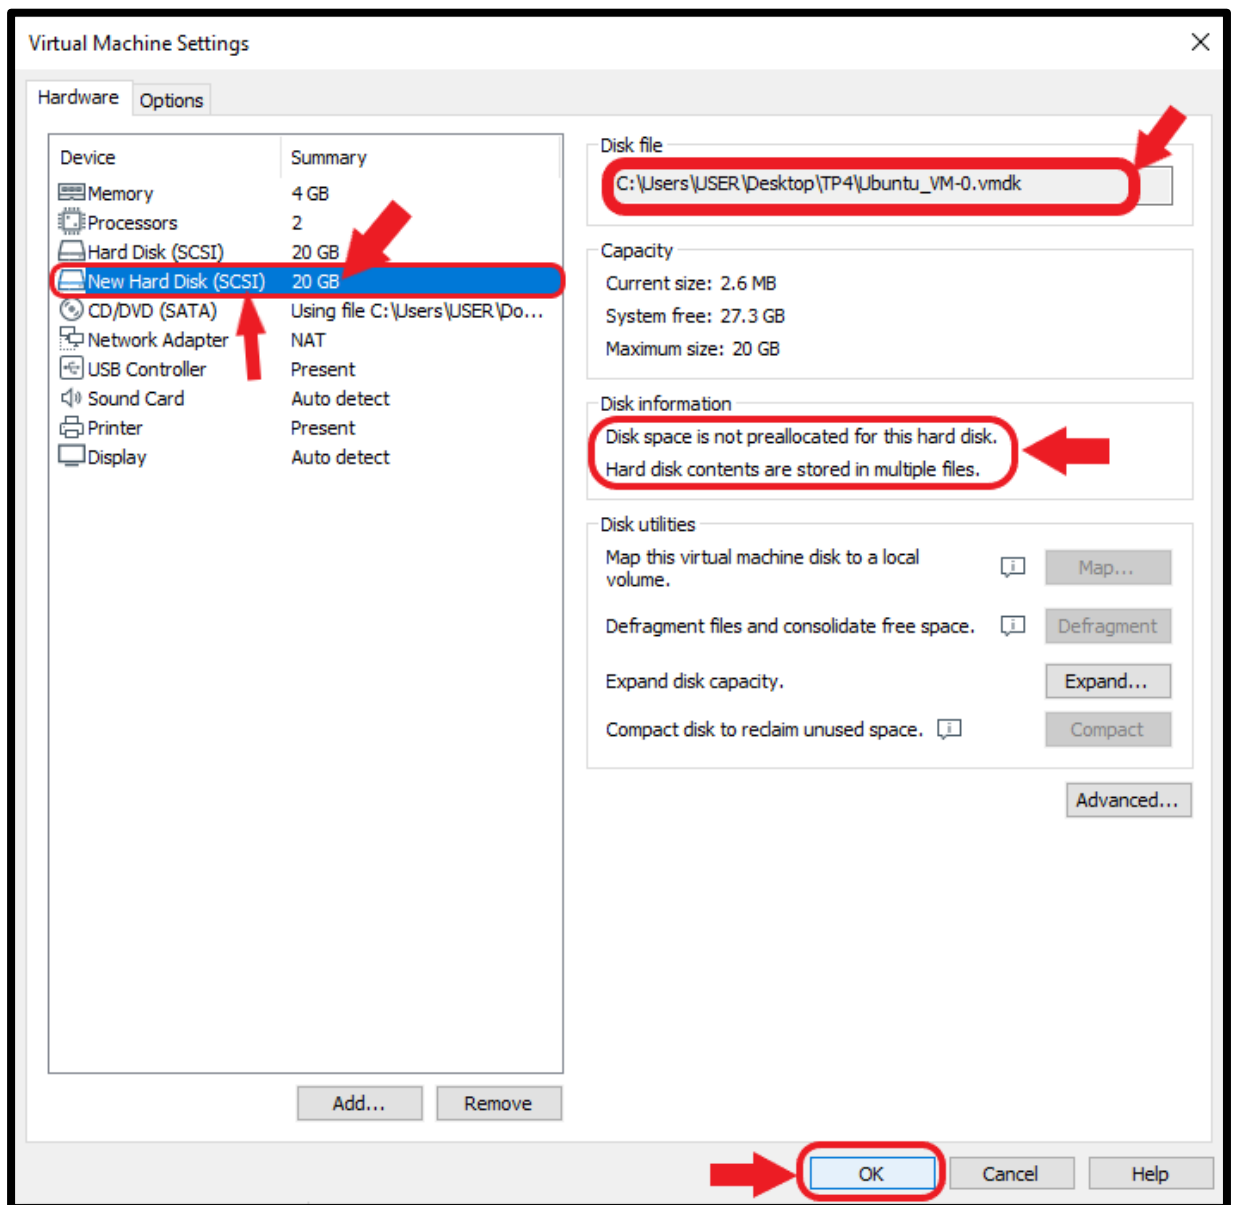 Virtual Machine Settings
Hardware Options
Device Summary
Memory 4 GB
Processors 2
Hard Disk (SCSI) 20 GB
New Hard Disk (SCSI) 20 GB
CD/DVD (SATA) Using file C:\Users\USER\Do...
Network Adapter NAT
USB Controller Present
Sound Card Auto detect
Printer Present
Display Auto detect
Add... Remove
Disk file
C:\Users\USER\Desktop\TP4\Ubuntu_VM-0.vmdk
Capacity
Current size: 2.6 MB
System free: 27.3 GB
Maximum size: 20 GB
Disk information
Disk space is not preallocated for this hard disk.
Hard disk contents are stored in multiple files.
Disk utilities
Map this virtual machine disk to a local
volume.
Map...
Defragment files and consolidate free space. Defragment
Expand disk capacity. Expand...
Compact disk to reclaim unused space. Compact
Advanced...
OK Cancel Help